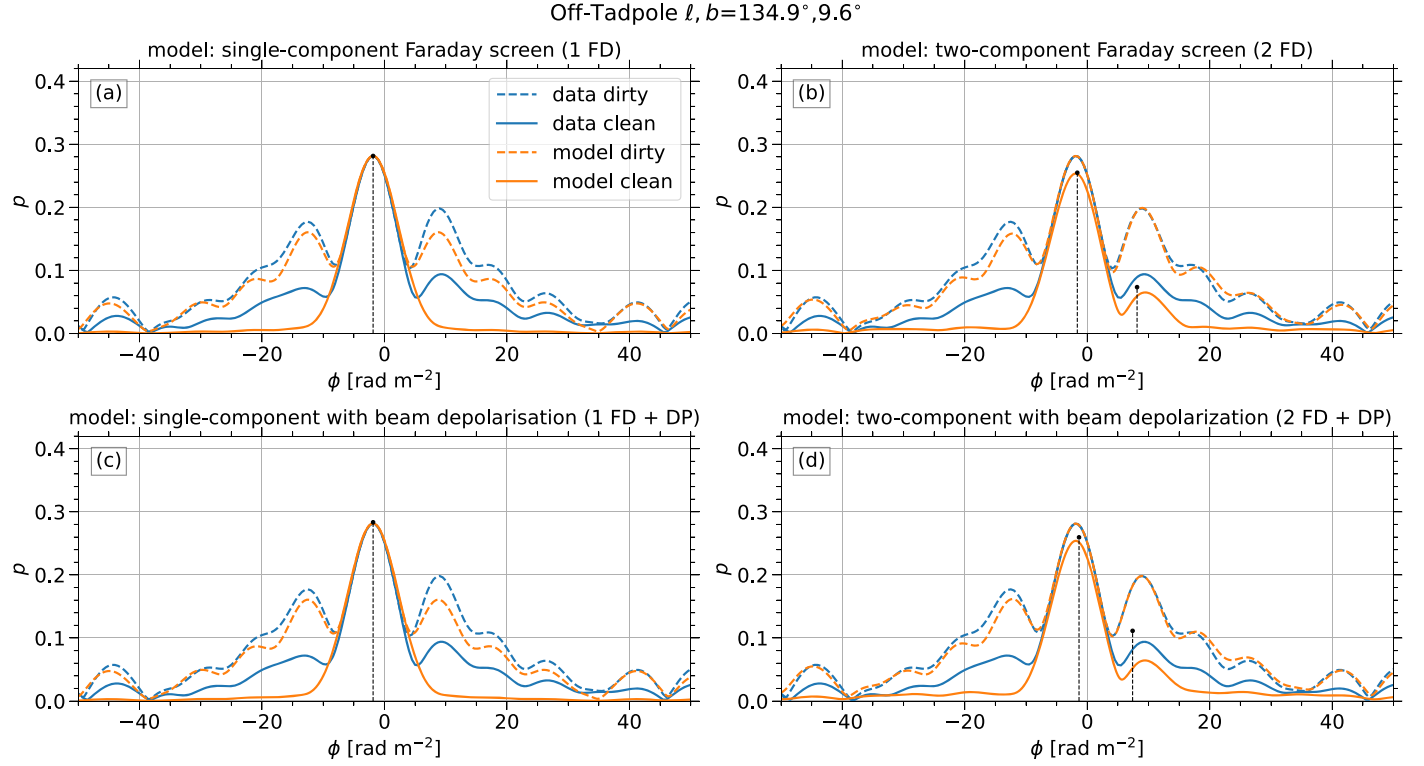 Off-Tadpole ℓ, b=134.9°,9.6°
model: single-component Faraday screen (1 FD)
(a)
data dirty
data clean
model dirty
model clean
0.4
0.3
0.2
0.1
0.0
p
−40 −20 0 20 40
ϕ [rad m⁻²]
model: two-component Faraday screen (2 FD)
(b)
0.4
0.3
0.2
0.1
0.0
p
−40 −20 0 20 40
ϕ [rad m⁻²]
model: single-component with beam depolarisation (1 FD + DP)
(c)
0.4
0.3
0.2
0.1
0.0
p
−40 −20 0 20 40
ϕ [rad m⁻²]
model: two-component with beam depolarization (2 FD + DP)
(d)
0.4
0.3
0.2
0.1
0.0
p
−40 −20 0 20 40
ϕ [rad m⁻²]